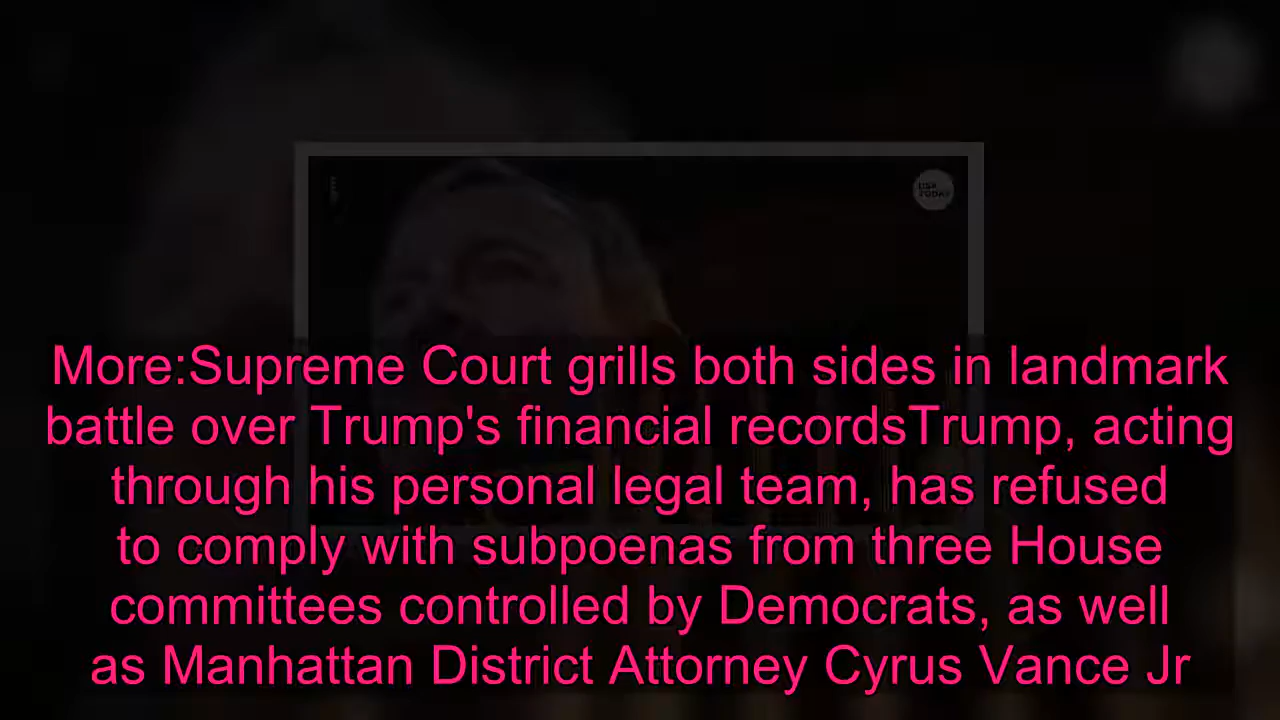 USA
TODAY
More:Supreme Court grills both sides in landmark
battle over Trump's financial recordsTrump, acting
through his personal legal team, has refused
to comply with subpoenas from three House
committees controlled by Democrats, as well
as Manhattan District Attorney Cyrus Vance Jr